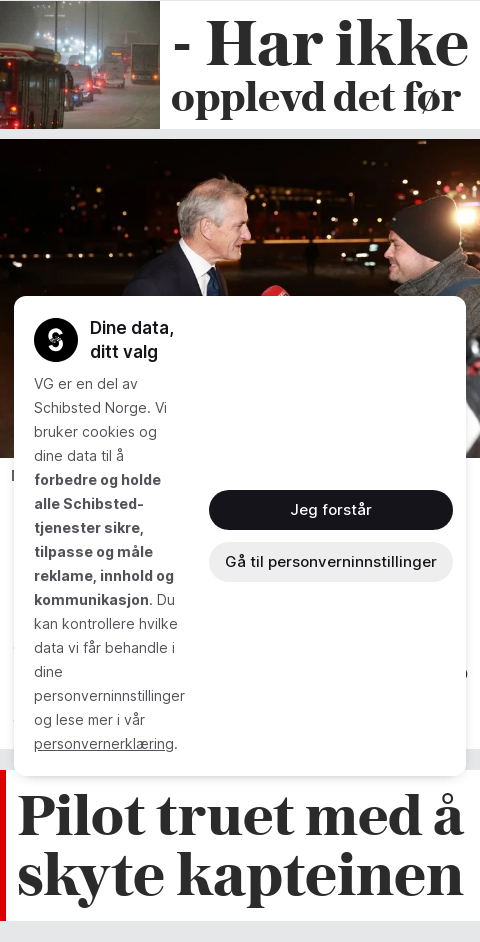 - Har ikke
opplevd det før
Dine data,
ditt valg
VG er en del av
Schibsted Norge. Vi
bruker cookies og
dine data til å
forbedre og holde
alle Schibsted-
tjenester sikre,
tilpasse og måle
reklame, innhold og
kommunikasjon. Du
kan kontrollere hvilke
data vi får behandle i
dine
personverninnstillinger
og lese mer i vår
personvernerklæring.
Jeg forstår
Gå til personverninnstillinger
Pilot truet med å
skyte kapteinen